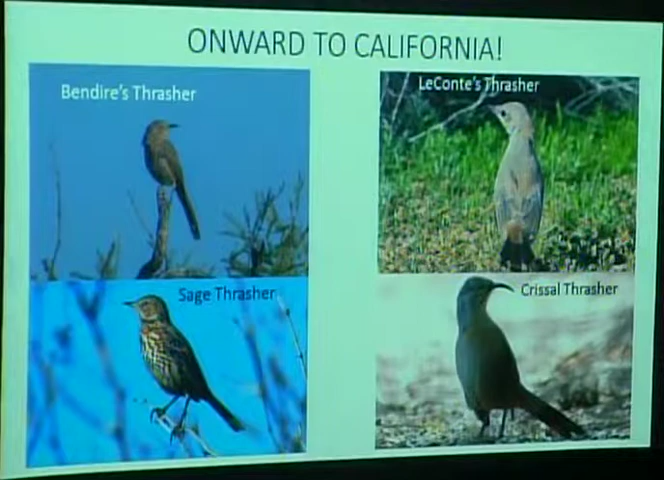 ONWARD TO CALIFORNIA!
Bendire's Thrasher
LeConte's Thrasher
Sage Thrasher
Crissal Thrasher